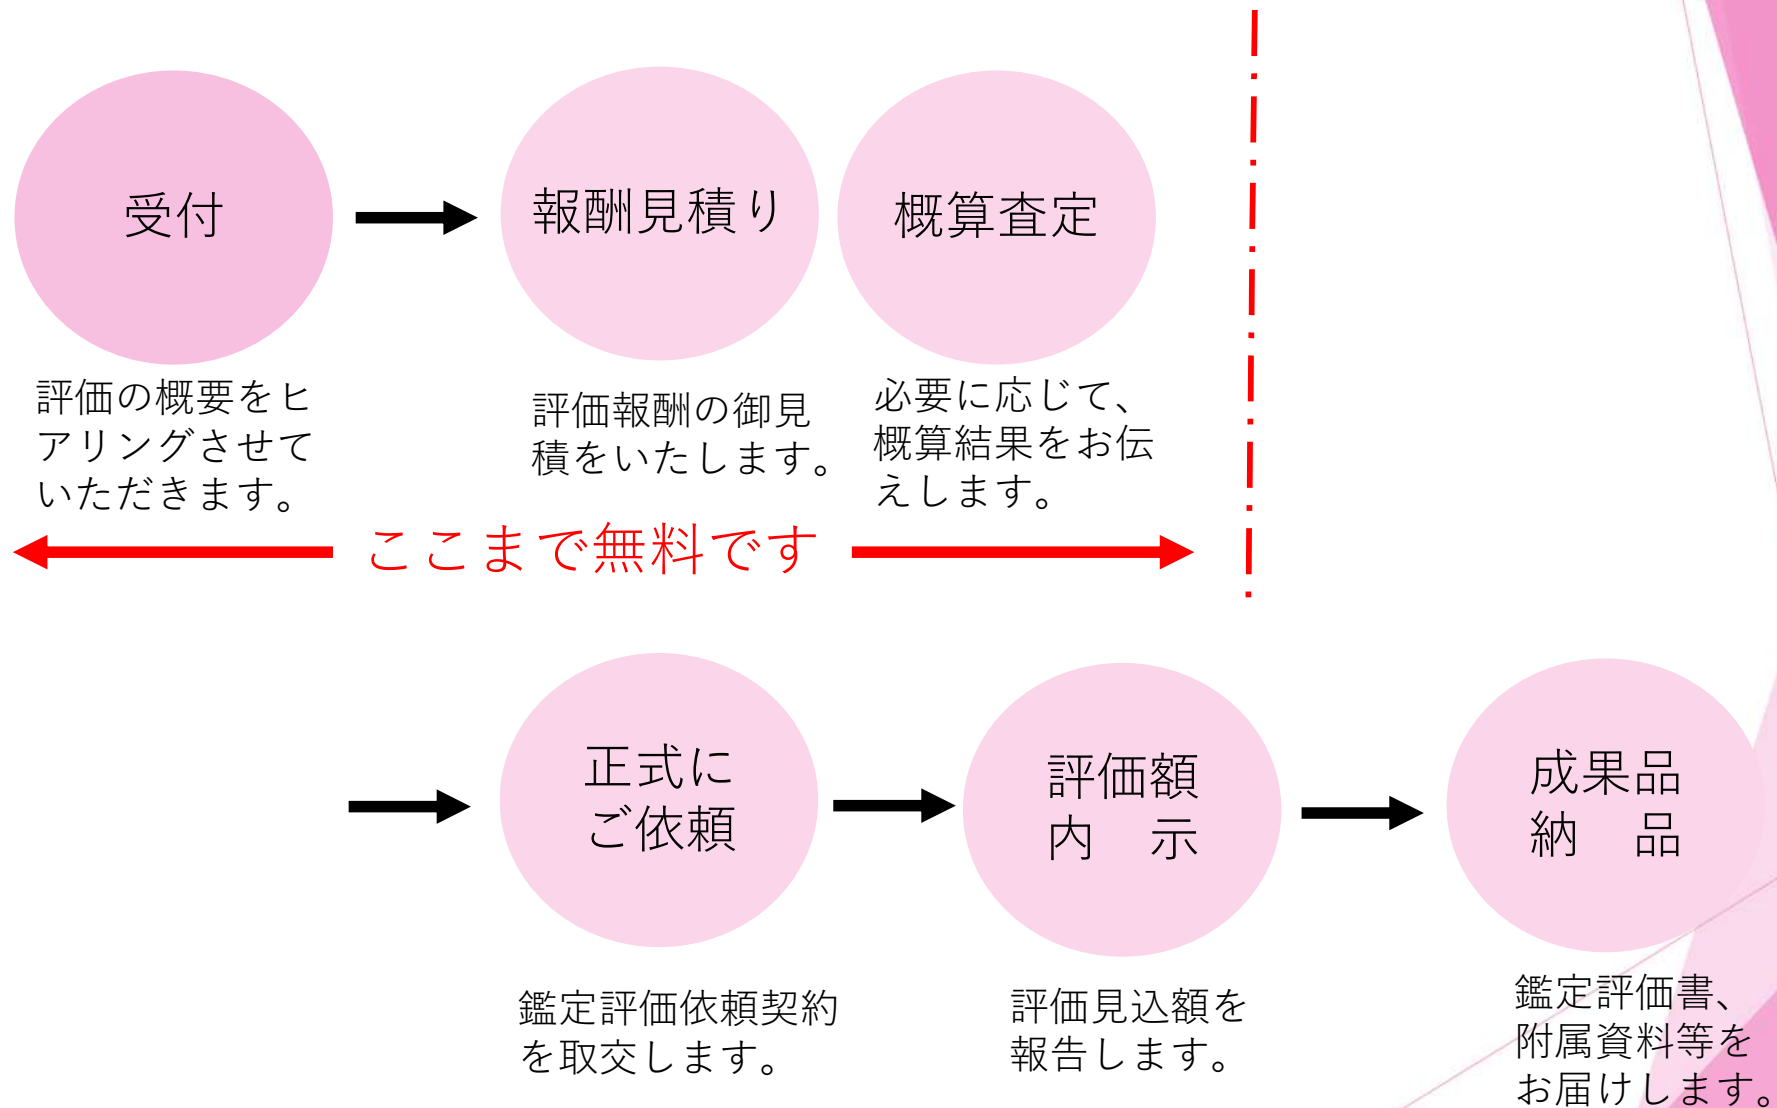 受付
報酬見積り
概算査定
評価の概要をヒ
アリングさせて
いただきます。
評価報酬の御見
積をいたします。
必要に応じて、
概算結果をお伝
えします。
ここまで無料です
正式に
ご依頼
評価額
内　示
成果品
納　品
鑑定評価依頼契約
を取交します。
評価見込額を
報告します。
鑑定評価書、
附属資料等を
お届けします。